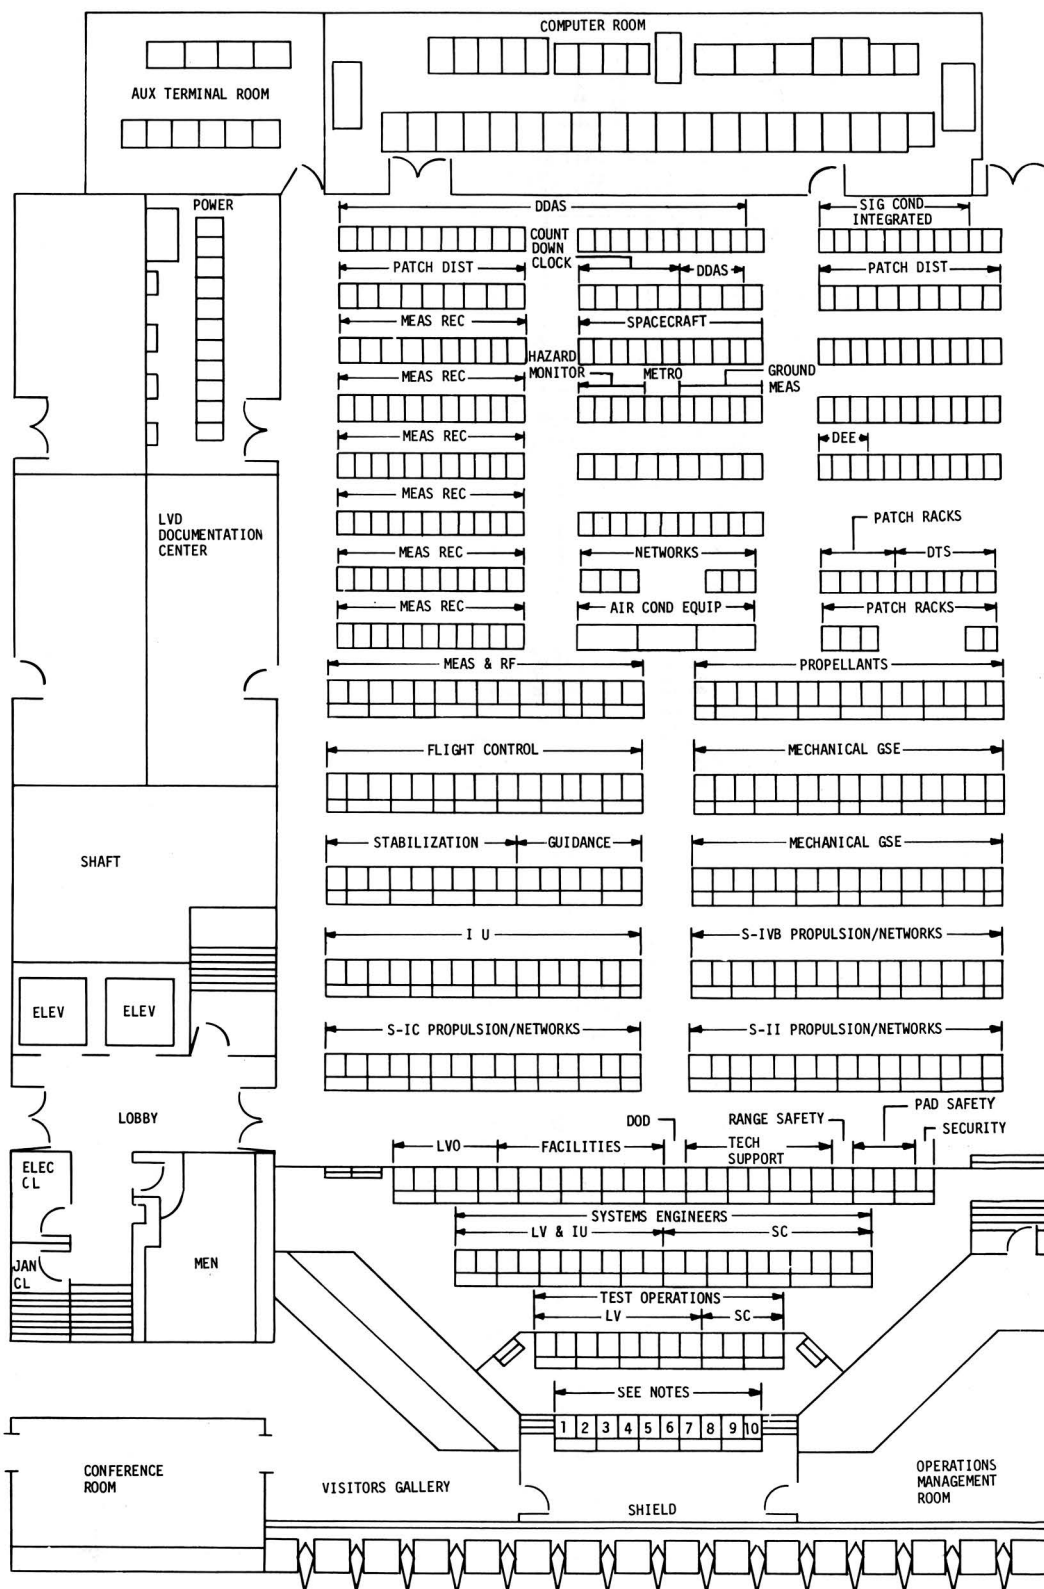 COMPUTER ROOM
AUX TERMINAL ROOM
POWER
DDAS
SIG COND
INTEGRATED
COUNT
DOWN
CLOCK
PATCH DIST
DDAS
PATCH DIST
MEAS REC
SPACECRAFT
HAZARD
MONITOR
METRO
GROUND
MEAS
MEAS REC
MEAS REC
DEE
MEAS REC
LVD
DOCUMENTATION
CENTER
PATCH RACKS
MEAS REC
NETWORKS
DTS
MEAS REC
AIR COND EQUIP
PATCH RACKS
MEAS & RF
PROPELLANTS
FLIGHT CONTROL
MECHANICAL GSE
SHAFT
STABILIZATION
GUIDANCE
MECHANICAL GSE
I U
S-IVB PROPULSION/NETWORKS
ELEV
ELEV
S-IC PROPULSION/NETWORKS
S-II PROPULSION/NETWORKS
LOBBY
DOD
RANGE SAFETY
PAD SAFETY
SECURITY
LVO
FACILITIES
TECH
SUPPORT
ELEC
CL
SYSTEMS ENGINEERS
LV & IU
SC
JAN
CL
MEN
TEST OPERATIONS
LV
SC
SEE NOTES
1 2 3 4 5 6 7 8 9 10
CONFERENCE
ROOM
VISITORS GALLERY
SHIELD
OPERATIONS
MANAGEMENT
ROOM